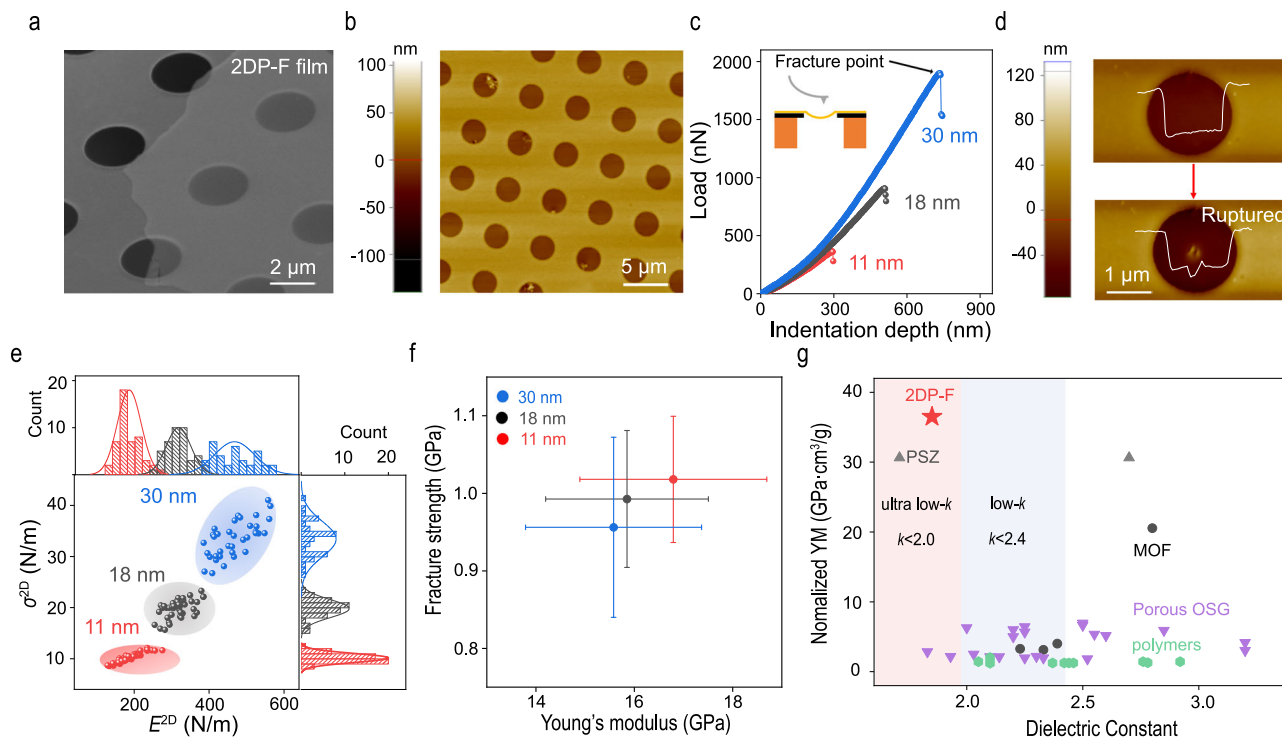 a
nm
100
50
0
-50
-100
2DP-F film
2 µm
b
5 µm
c
Load (nN)
2000
1500
1000
500
0
Fracture point
30 nm
18 nm
11 nm
0 300 600 900
Indentation depth (nm)
d
nm
120
80
40
0
-40
Ruptured
1 µm
e
Count
20
10
0
Count
0 10 20
σ2D (N/m)
40
30
20
10
30 nm
18 nm
11 nm
200 400 600
E2D (N/m)
f
Fracture strength (GPa)
1.1
1.0
0.9
0.8
30 nm
18 nm
11 nm
14 16 18
Young's modulus (GPa)
g
Nomalized YM (GPa·cm³/g)
40
30
20
10
0
2DP-F
PSZ
ultra low-k
k<2.0
low-k
k<2.4
MOF
Porous OSG
polymers
2.0 2.5 3.0
Dielectric Constant